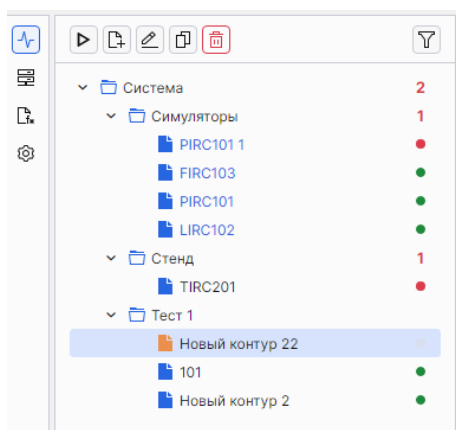 Система 2
Симуляторы 1
PIRC101 1
FIRC103
PIRC101
LIRC102
Стенд 1
TIRC201
Тест 1
Новый контур 22
101
Новый контур 2